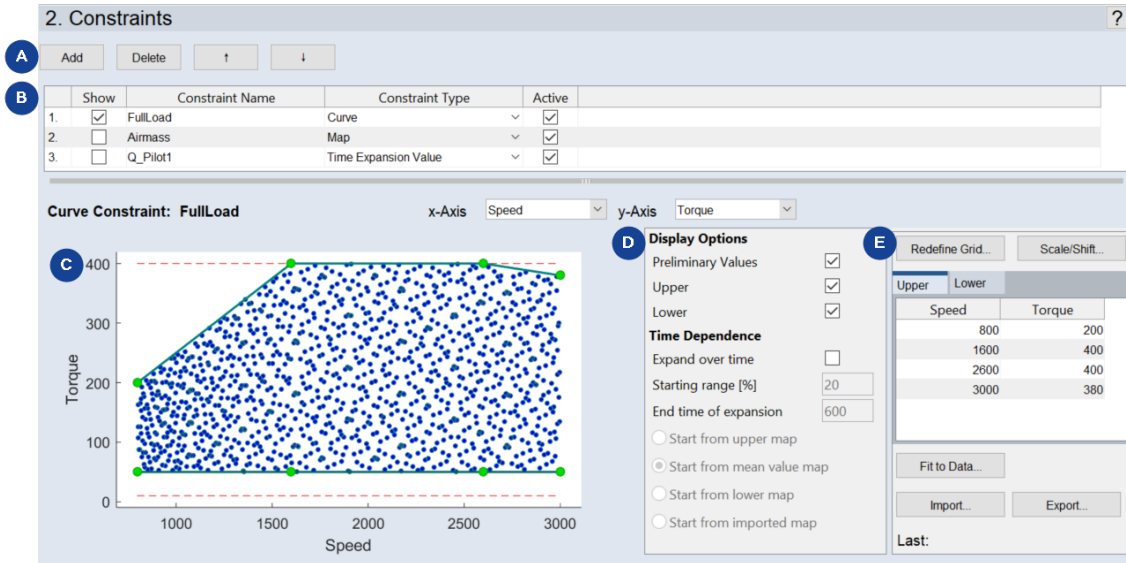 2. Constraints ?
A Add Delete ↑ ↓
B Show Constraint Name Constraint Type Active
1. FullLoad Curve
2. Airmass Map
3. Q_Pilot1 Time Expansion Value
Curve Constraint: FullLoad x-Axis Speed y-Axis Torque
C
400
300
200
100
0
Torque
1000 1500 2000 2500 3000
Speed
D Display Options
Preliminary Values
Upper
Lower
Time Dependence
Expand over time
Starting range [%] 20
End time of expansion 600
Start from upper map
Start from mean value map
Start from lower map
Start from imported map
E Redefine Grid... Scale/Shift...
Upper Lower
Speed Torque
800 200
1600 400
2600 400
3000 380
Fit to Data...
Import... Export...
Last: